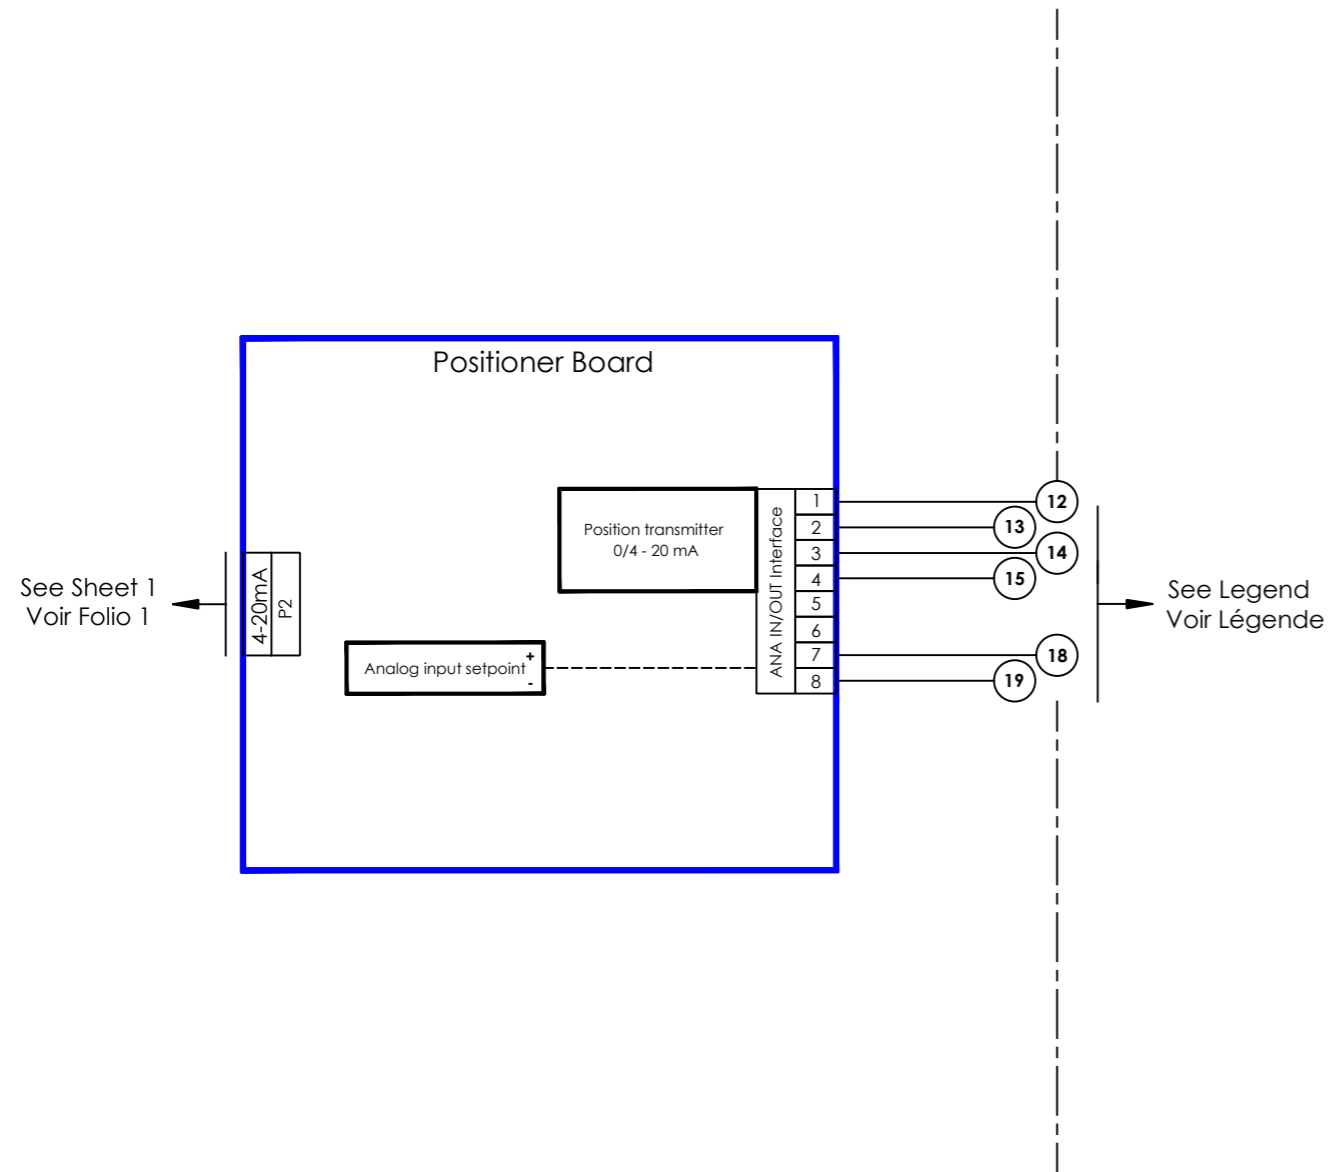 Positioner Board
Position transmitter
0/4 - 20 mA
ANA IN/OUT Interface
1
2
3
4
5
6
7
8
12
13
14
15
18
19
See Sheet 1
Voir Folio 1
4-20mA
P2
Analog input setpoint
+
-
See Legend
Voir Légende